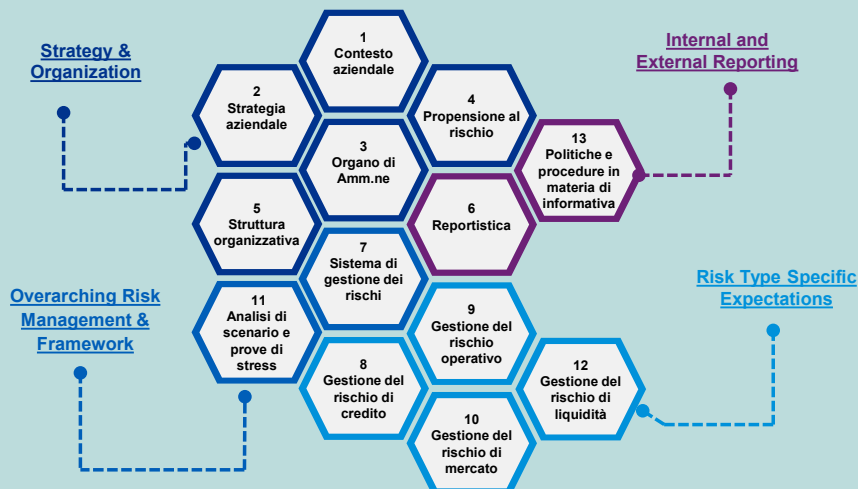 Strategy &
Organization
1
Contesto
aziendale
Internal and
External Reporting
2
Strategia
aziendale
4
Propensione al
rischio
3
Organo di
Amm.ne
13
Politiche e
procedure in
materia di
informativa
5
Struttura
organizzativa
6
Reportistica
7
Sistema di
gestione dei
rischi
Overarching Risk
Management &
Framework
11
Analisi di
scenario e
prove di
stress
9
Gestione del
rischio
operativo
Risk Type Specific
Expectations
8
Gestione del
rischio di
credito
12
Gestione del
rischio di
liquidità
10
Gestione del
rischio di
mercato